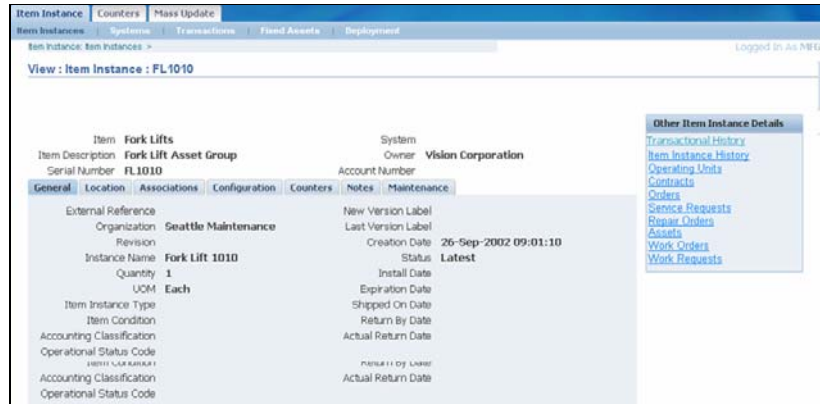 Item Instance Counters Mass Update
Item Instances | Systems | Transactions | Fixed Assets | Deployment
Item Instance: Item Instances >
Logged In As
View : Item Instance : FL1010
Item Fork Lifts
System
Item Description Fork Lift Asset Group
Owner Vision Corporation
Serial Number FL1010
Account Number
General Location Associations Configuration Counters Notes Maintenance
External Reference
New Version Label
Organization Seattle Maintenance
Last Version Label
Revision
Creation Date 26-Sep-2002 09:01:10
Instance Name Fork Lift 1010
Status Latest
Quantity 1
Install Date
UOM Each
Expiration Date
Item Instance Type
Shipped On Date
Item Condition
Return By Date
Accounting Classification
Actual Return Date
Operational Status Code
Item Condition
Return By Date
Accounting Classification
Actual Return Date
Operational Status Code
Other Item Instance Details
Transactional History
Item Instance History
Operating Units
Contracts
Orders
Service Requests
Repair Orders
Assets
Work Orders
Work Requests